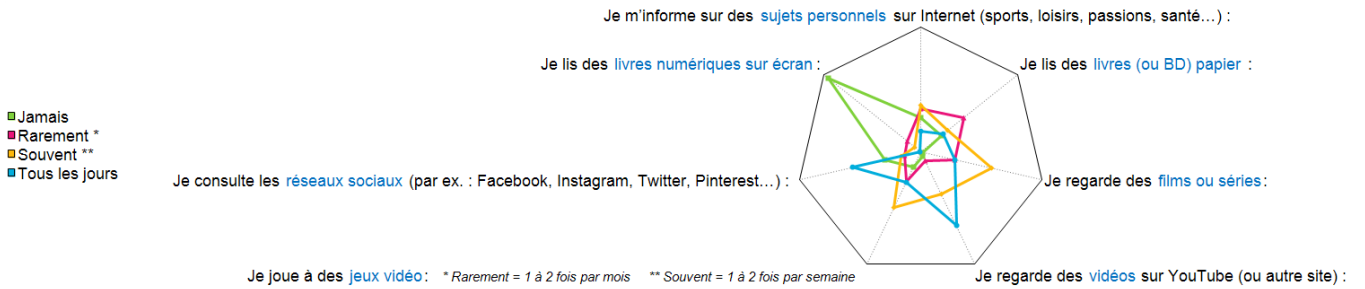 Je m’informe sur des sujets personnels sur Internet (sports, loisirs, passions, santé…) :
Je lis des livres numériques sur écran :
Je lis des livres (ou BD) papier :
Jamais
Rarement *
Souvent **
Tous les jours
Je consulte les réseaux sociaux (par ex. : Facebook, Instagram, Twitter, Pinterest…) :
Je regarde des films ou séries :
Je joue à des jeux vidéo :
* Rarement = 1 à 2 fois par mois
** Souvent = 1 à 2 fois par semaine
Je regarde des vidéos sur YouTube (ou autre site) :